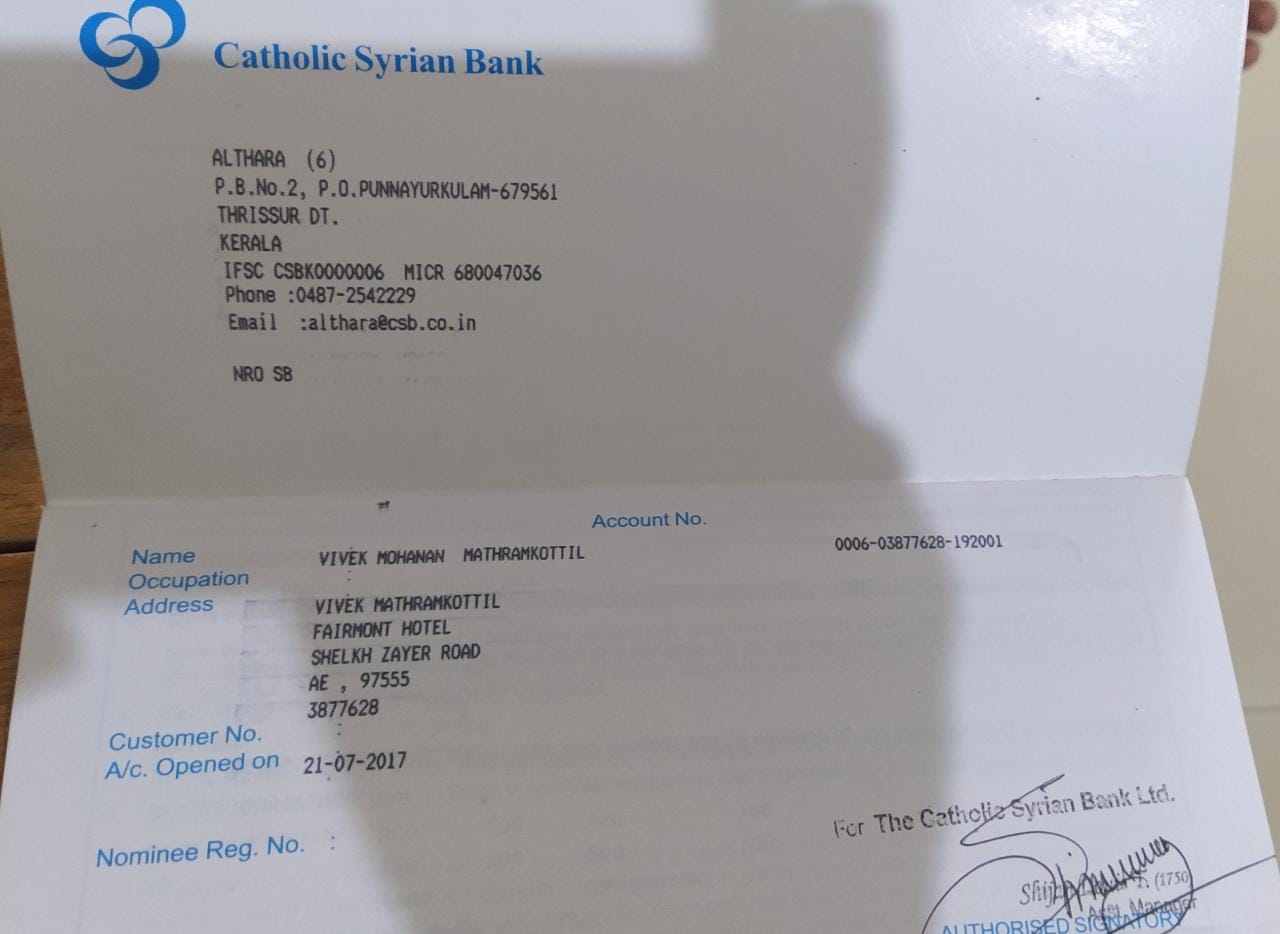 Catholic Syrian Bank
ALTHARA (6)
P.B.No.2, P.O.PUNNAYURKULAM-679561
THRISSUR DT.
KERALA
IFSC CSBK0000006 MICR 680047036
Phone :0487-2542229
Email :althara@csb.co.in
NRO SB
Account No.
Name VIVEK MOHANAN MATHRAMKOTTIL 0006-03877628-192001
Occupation :
Address VIVEK MATHRAMKOTTIL
FAIRMONT HOTEL
SHELKH ZAYER ROAD
AE , 97555
3877628
Customer No. :
A/c. Opened on 21-07-2017
Nominee Reg. No. :
For The Catholic Syrian Bank Ltd.
(1750)
Asst. Manager
AUTHORISED SIGNATORY